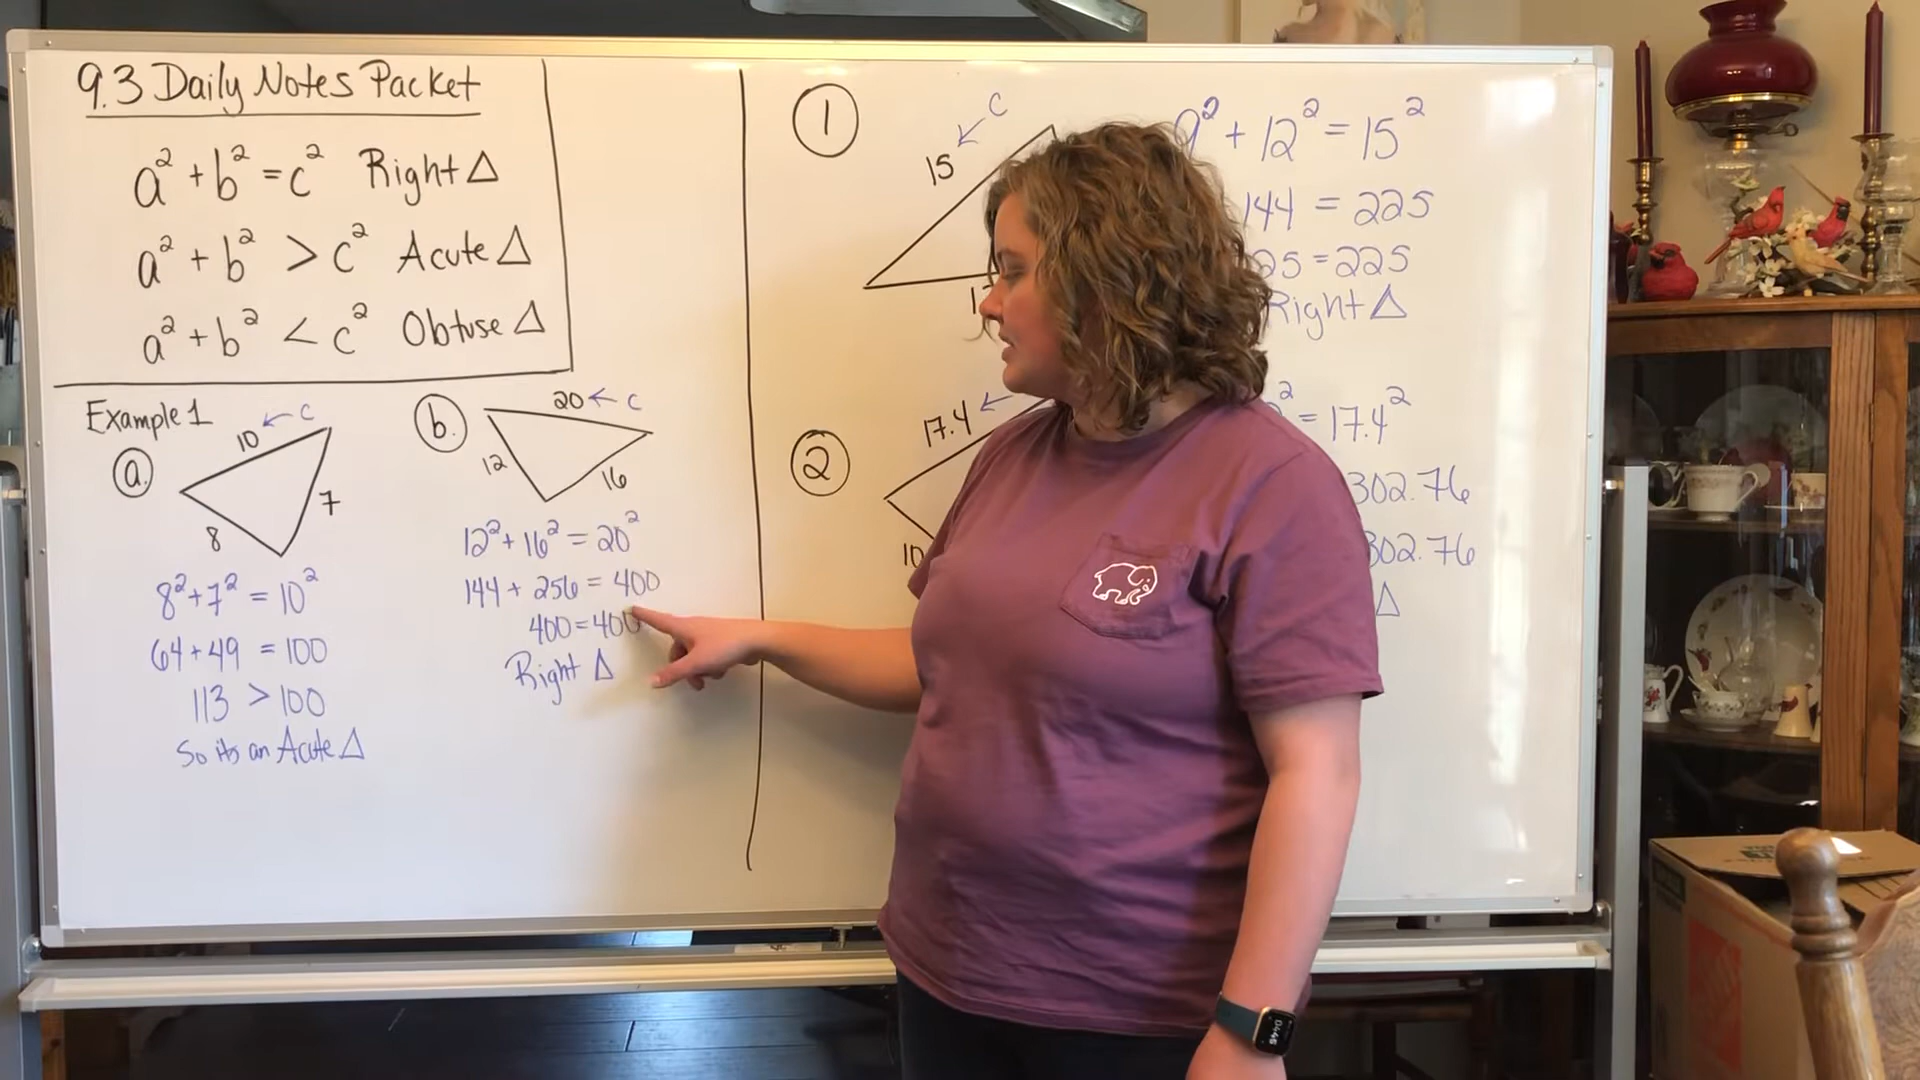 9.3 Daily Notes Packet
a² + b² = c² Right △
a² + b² > c² Acute △
a² + b² < c² Obtuse △
Example 1
a.
10 ← c
8
7
8² + 7² = 10²
64 + 49 = 100
113 > 100
So its an Acute △
b.
20 ← c
12
16
12² + 16² = 20²
144 + 256 = 400
400 = 400
Right △
1
15
c
9² + 12² = 15²
144 = 225
25 = 225
Right △
2
17.4
10
² = 17.4²
302.76
302.76
△